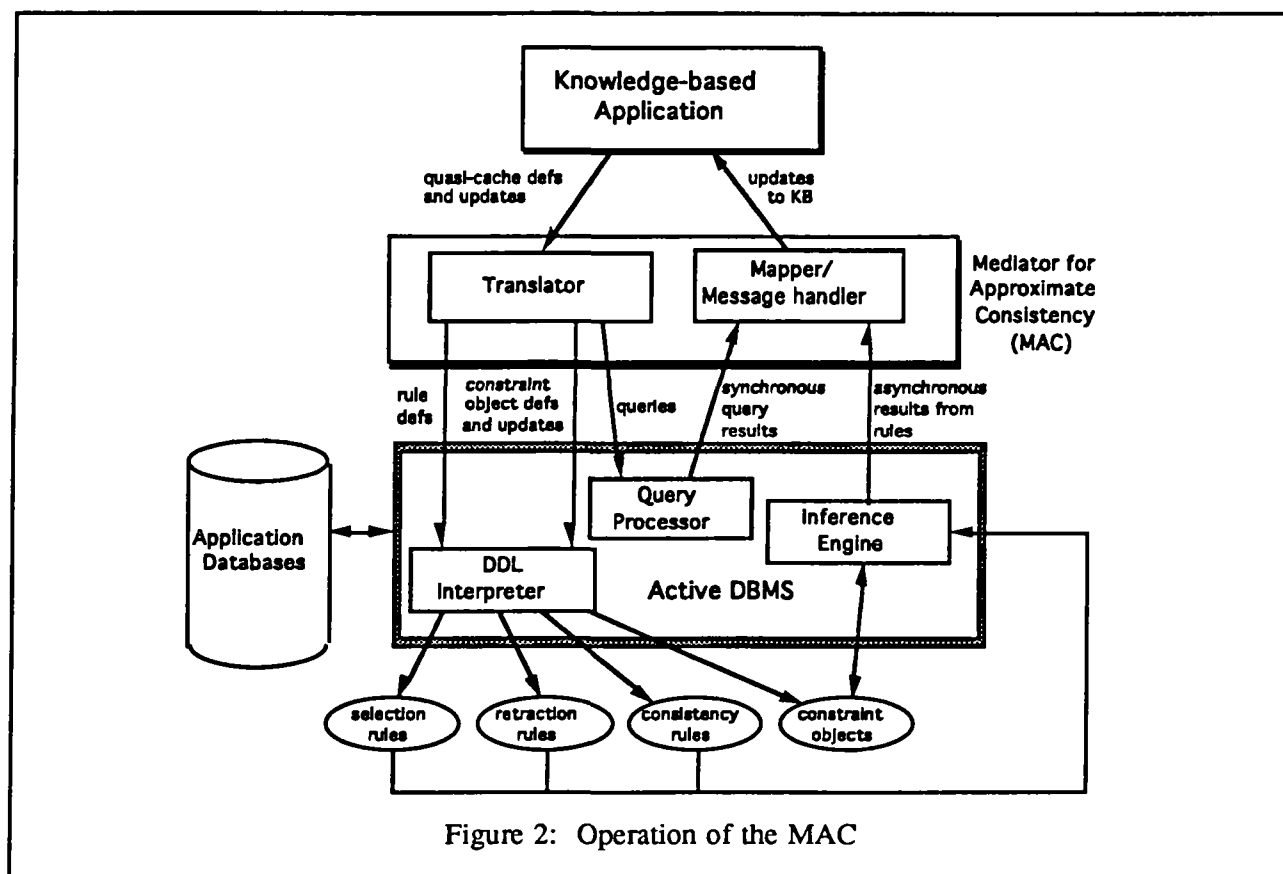 Knowledge-based
Application
quasi-cache defs
and updates
updates
to KB
Translator
Mapper/
Message handler
Mediator for
Approximate
Consistency
(MAC)
rule
defs
constraint
object defs
and updates
queries
synchronous
query
results
asynchronous
results from
rules
Application
Databases
Query
Processor
Inference
Engine
DDL
Interpreter
Active DBMS
selection
rules
retraction
rules
consistency
rules
constraint
objects
Figure 2: Operation of the MAC